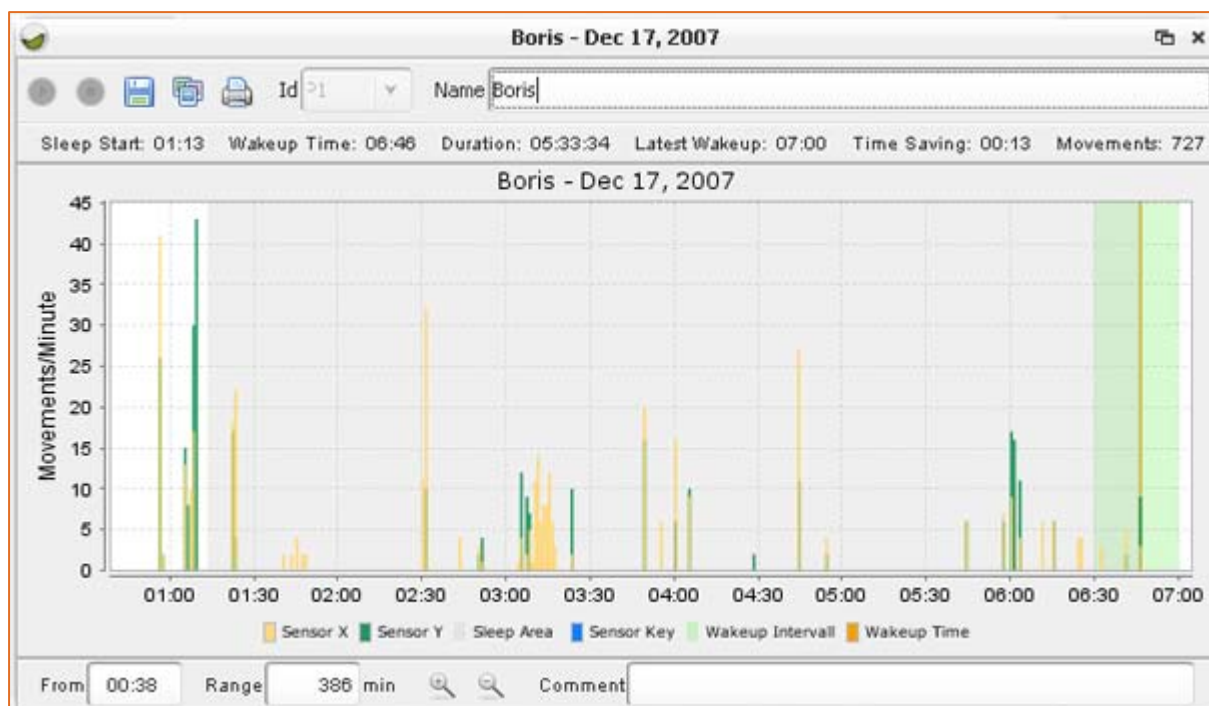 Boris - Dec 17, 2007
Id P1 Name Boris
Sleep Start: 01:13 Wakeup Time: 06:46 Duration: 05:33:34 Latest Wakeup: 07:00 Time Saving: 00:13 Movements: 727
Boris - Dec 17, 2007
Movements/Minute
45
40
35
30
25
20
15
10
5
0
01:00 01:30 02:00 02:30 03:00 03:30 04:00 04:30 05:00 05:30 06:00 06:30 07:00
Sensor X Sensor Y Sleep Area Sensor Key Wakeup Intervall Wakeup Time
From 00:38 Range 386 min Comment